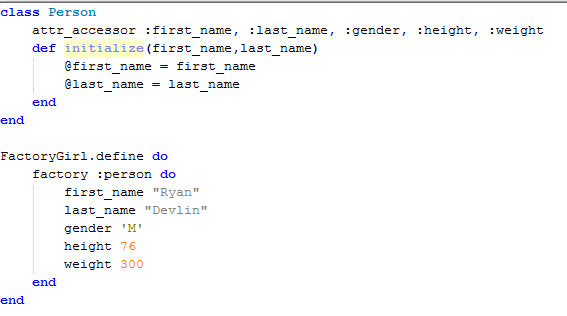 class Person
    attr_accessor :first_name, :last_name, :gender, :height, :weight
    def initialize(first_name,last_name)
        @first_name = first_name
        @last_name = last_name
    end
end

FactoryGirl.define do
    factory :person do
        first_name "Ryan"
        last_name "Devlin"
        gender 'M'
        height 76
        weight 300
    end
end